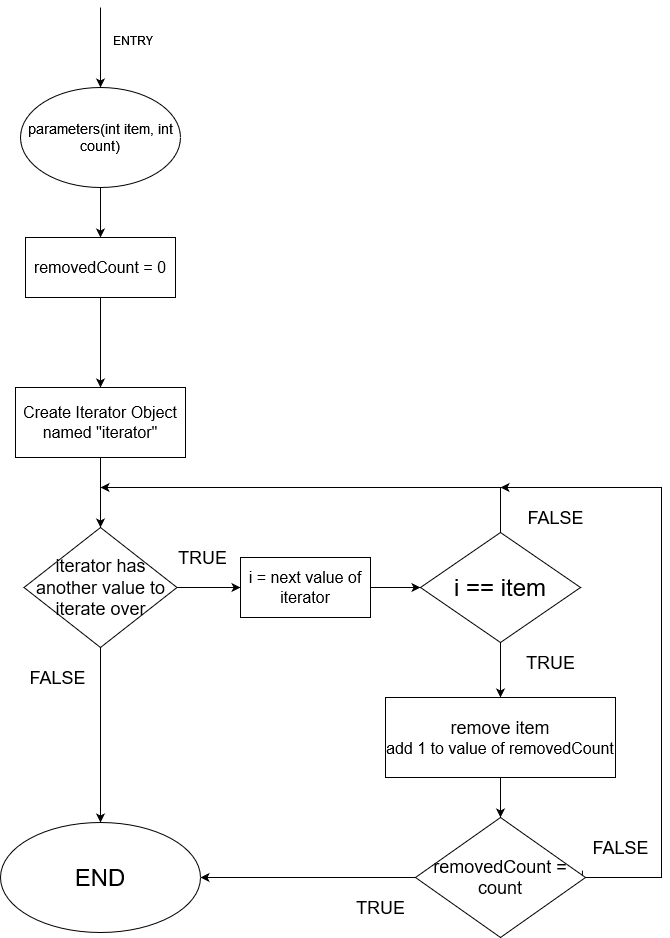 ENTRY
parameters(int item, int
count)
removedCount = 0
Create Iterator Object
named "iterator"
iterator has
another value to
iterate over
TRUE
i = next value of
iterator
i == item
FALSE
TRUE
FALSE
remove item
add 1 to value of removedCount
removedCount =
count
FALSE
TRUE
END